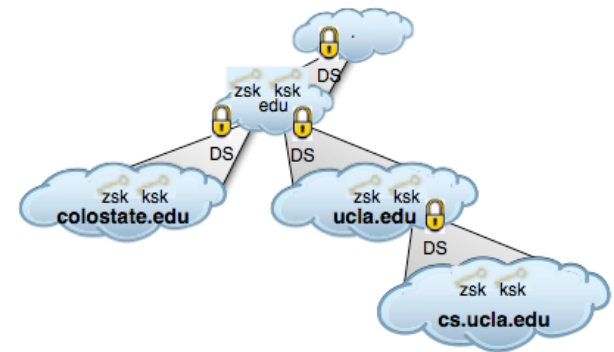 .
DS
zsk ksk
edu
DS
DS
zsk ksk
colostate.edu
zsk ksk
ucla.edu
DS
zsk ksk
cs.ucla.edu